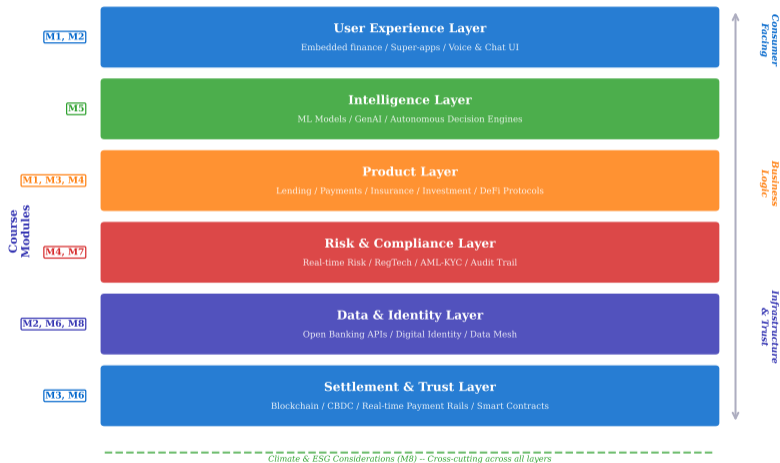 M1, M2
User Experience Layer
Embedded finance / Super-apps / Voice & Chat UI
Consumer
Facing
M5
Intelligence Layer
ML Models / GenAI / Autonomous Decision Engines
M1, M3, M4
Product Layer
Lending / Payments / Insurance / Investment / DeFi Protocols
Business
Logic
Course
Modules
M4, M7
Risk & Compliance Layer
Real-time Risk / RegTech / AML-KYC / Audit Trail
M2, M6, M8
Data & Identity Layer
Open Banking APIs / Digital Identity / Data Mesh
Infrastructure
& Trust
M3, M6
Settlement & Trust Layer
Blockchain / CBDC / Real-time Payment Rails / Smart Contracts
Climate & ESG Considerations (M8) -- Cross-cutting across all layers